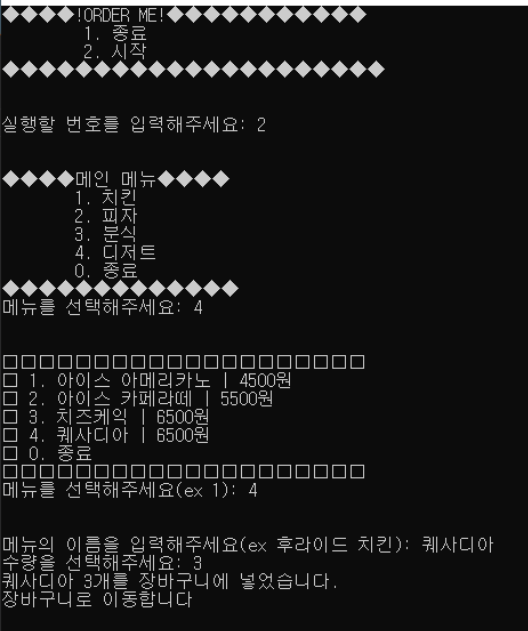 ◆◆◆◆!ORDER ME!◆◆◆◆◆◆◆◆◆◆◆
1. 종료
2. 시작
◆◆◆◆◆◆◆◆◆◆◆◆◆◆◆◆◆◆◆◆◆
실행할 번호를 입력해주세요: 2
◆◆◆◆메인 메뉴◆◆◆◆
1. 치킨
2. 피자
3. 분식
4. 디저트
0. 종료
◆◆◆◆◆◆◆◆◆◆◆◆◆
메뉴를 선택해주세요: 4
□□□□□□□□□□□□□□□□□□□□
□ 1. 아이스 아메리카노 | 4500원
□ 2. 아이스 카페라떼 | 5500원
□ 3. 치즈케익 | 6500원
□ 4. 퀘사디아 | 6500원
□ 0. 종료
□□□□□□□□□□□□□□□□□□□□
메뉴를 선택해주세요(ex 1): 4
메뉴의 이름을 입력해주세요(ex 후라이드 치킨): 퀘사디아
수량을 선택해주세요: 3
퀘사디아 3개를 장바구니에 넣었습니다.
장바구니로 이동합니다